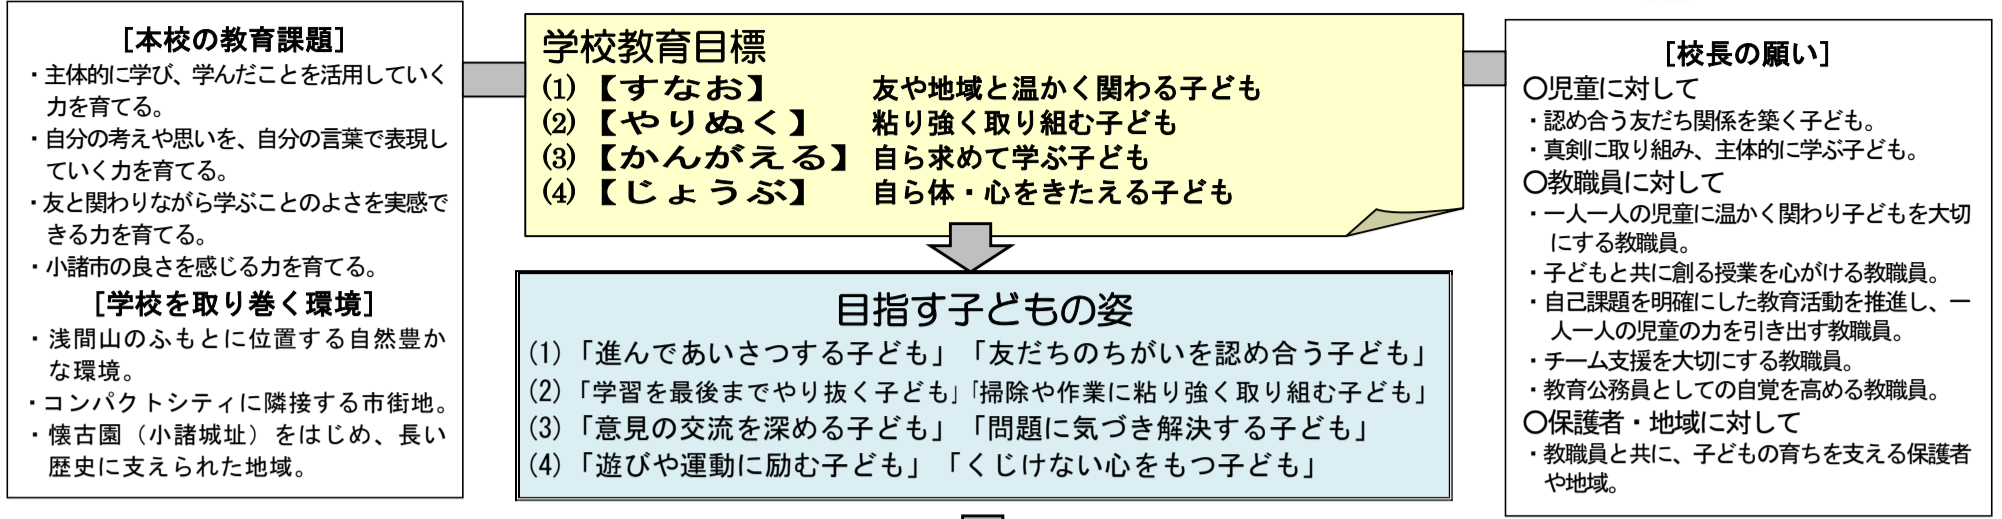 ［本校の教育課題］
・主体的に学び、学んだことを活用していく
力を育てる。
・自分の考えや思いを、自分の言葉で表現し
ていく力を育てる。
・友と関わりながら学ぶことのよさを実感で
きる力を育てる。
・小諸市の良さを感じる力を育てる。
［学校を取り巻く環境］
・浅間山のふもとに位置する自然豊か
な環境。
・コンパクトシティに隣接する市街地。
・懐古園（小諸城址）をはじめ、長い
歴史に支えられた地域。
学校教育目標
(1)【すなお】　友や地域と温かく関わる子ども
(2)【やりぬく】　粘り強く取り組む子ども
(3)【かんがえる】自ら求めて学ぶ子ども
(4)【じょうぶ】　自ら体・心をきたえる子ども
目指す子どもの姿
(1)「進んであいさつする子ども」「友だちのちがいを認め合う子ども」
(2)「学習を最後までやり抜く子ども」「掃除や作業に粘り強く取り組む子ども」
(3)「意見の交流を深める子ども」「問題に気づき解決する子ども」
(4)「遊びや運動に励む子ども」「くじけない心をもつ子ども」
［校長の願い］
〇児童に対して
・認め合う友だち関係を築く子ども。
・真剣に取り組み、主体的に学ぶ子ども。
〇教職員に対して
・一人一人の児童に温かく関わり子どもを大切
にする教職員。
・子どもと共に創る授業を心がける教職員。
・自己課題を明確にした教育活動を推進し、一
人一人の児童の力を引き出す教職員。
・チーム支援を大切にする教職員。
・教育公務員としての自覚を高める教職員。
〇保護者・地域に対して
・教職員と共に、子どもの育ちを支える保護者
や地域。